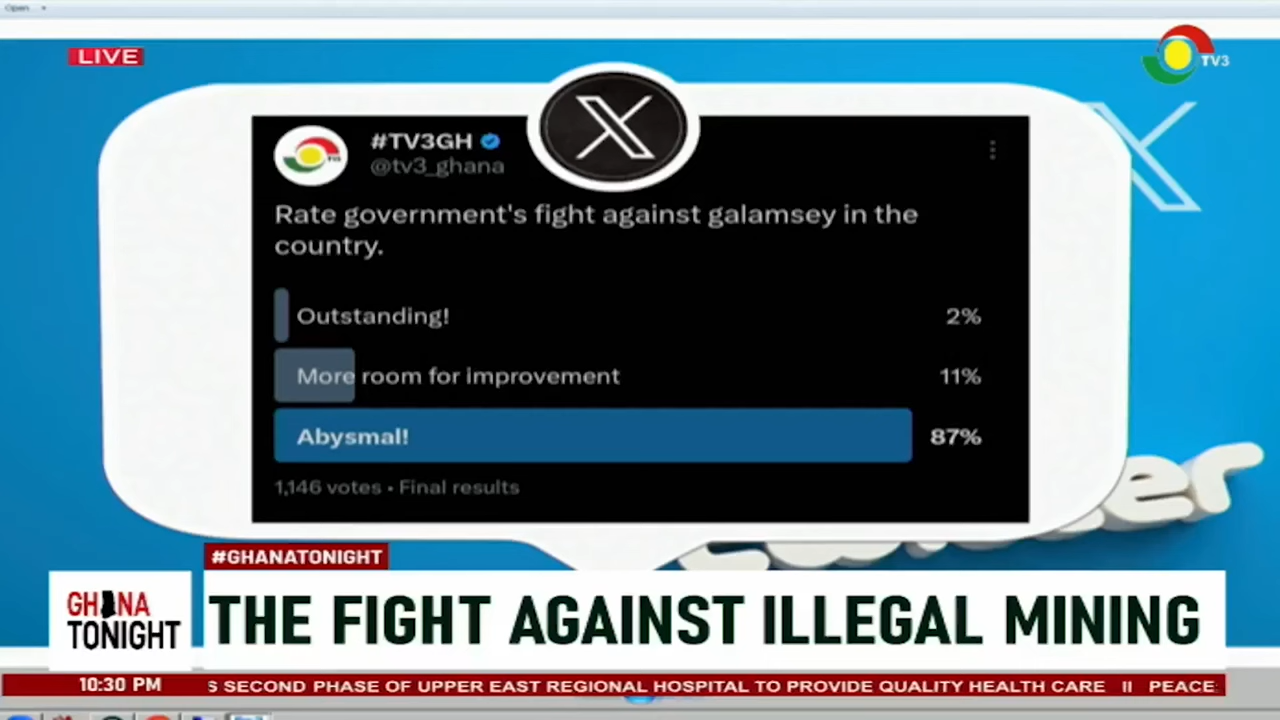 Open
LIVE
TV3
#TV3GH
@tv3_ghana
Rate government's fight against galamsey in the
country.
Outstanding! 2%
More room for improvement 11%
Abysmal! 87%
1,146 votes • Final results
er
#GHANATONIGHT
GHANA
TONIGHT
THE FIGHT AGAINST ILLEGAL MINING
10:30 PM S SECOND PHASE OF UPPER EAST REGIONAL HOSPITAL TO PROVIDE QUALITY HEALTH CARE II PEACE